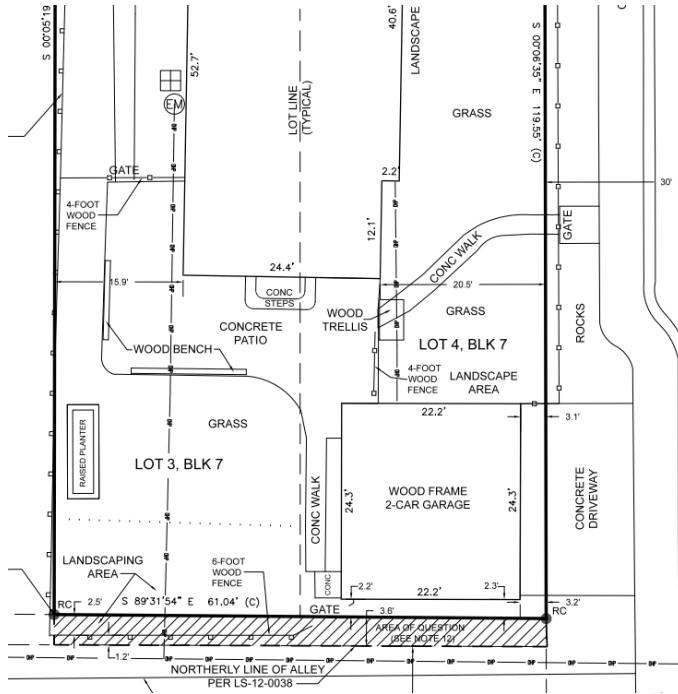 S 00°05'19
52.7'
EM
LOT LINE
(TYPICAL)
40.6'
LANDSCAPE
GRASS
S 00°06'35" E 119.55' (C)
GATE
4-FOOT
WOOD
FENCE
2.2'
12.1'
30'
GATE
CONC WALK
24.4'
15.9'
CONC
STEPS
20.5'
WOOD
TRELLIS
GRASS
ROCKS
CONCRETE
PATIO
WOOD BENCH
LOT 4, BLK 7
4-FOOT
WOOD
FENCE
LANDSCAPE
AREA
22.2'
3.1'
RAISED PLANTER
GRASS
LOT 3, BLK 7
CONC WALK
24.3'
WOOD FRAME
2-CAR GARAGE
24.3'
CONCRETE
DRIVEWAY
LANDSCAPING
AREA
6-FOOT
WOOD
FENCE
CONC
2.2'
22.2'
2.3'
RC
2.5'
S 89°31'54" E 61.04' (C)
GATE
3.6'
3.2'
RC
AREA OF QUESTION
(SEE NOTE 12)
1.2'
NORTHERLY LINE OF ALLEY
PER LS-12-0038